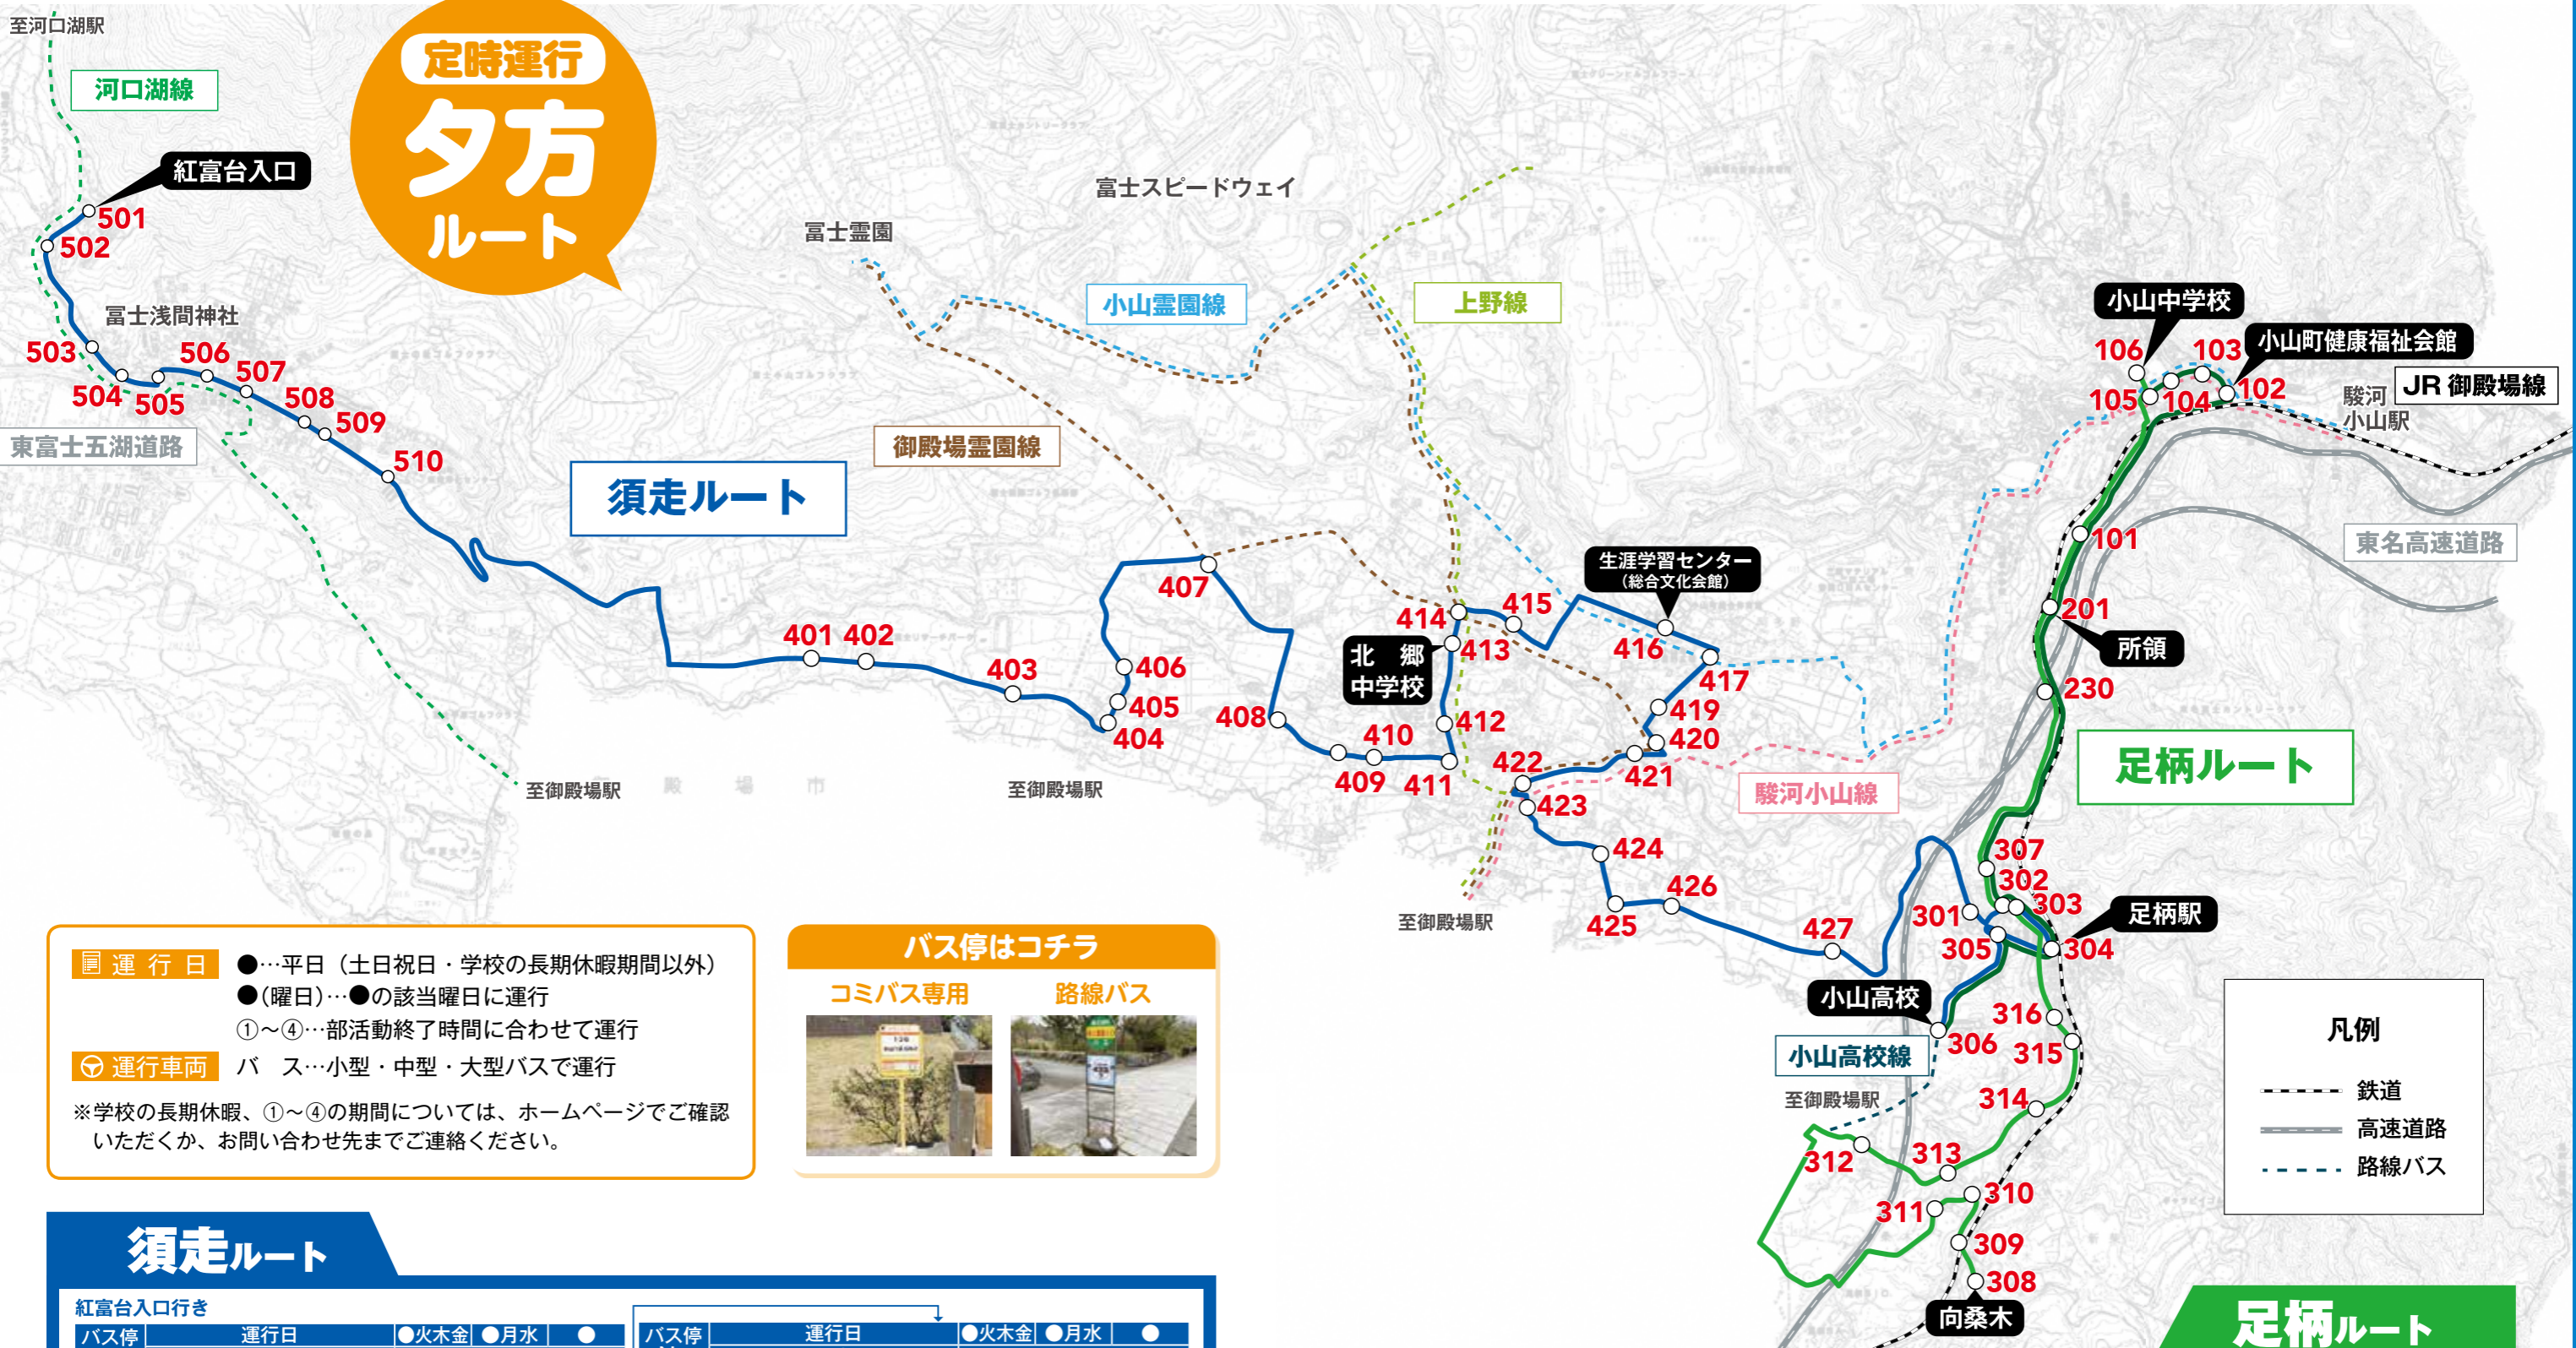 至河口湖駅
河口湖線
紅富台入口
501
502
富士浅間神社
503
504
505
506
507
508
509
510
東富士五湖道路
定時運行
夕方
ルート
須走ルート
至御殿場駅
富士霊園
富士スピードウェイ
小山霊園線
上野線
御殿場霊園線
401
402
403
404
405
406
407
408
409
410
411
412
413
414
415
北郷
中学校
生涯学習センター
(総合文化会館)
416
417
419
420
421
422
423
424
425
426
427
御殿場市
至御殿場駅
至御殿場駅
駿河小山線
小山中学校
小山町健康福祉会館
106
103
105
104
102
駿河
小山駅
JR 御殿場線
101
東名高速道路
201
所領
230
足柄ルート
307
302
303
301
305
304
足柄駅
小山高校
306
小山高校線
至御殿場駅
316
315
314
313
312
311
310
309
308
向桑木
凡例
鉄道
高速道路
路線バス
運行日
●…平日（土日祝日・学校の長期休暇期間以外）
●(曜日)…●の該当曜日に運行
①～④…部活動終了時間に合わせて運行
運行車両
バ　ス…小型・中型・大型バスで運行
※学校の長期休暇、①～④の期間については、ホームページでご確認
いただくか、お問い合わせ先までご連絡ください。
バス停はコチラ
コミバス専用
路線バス
須走ルート
紅富台入口行き
バス停 運行日 ●火木金 ●月水 ●
バス停 運行日 ●火木金 ●月水 ●
足柄ルート